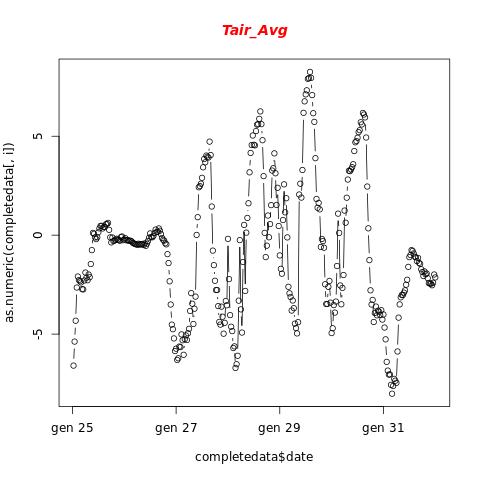 Tair_Avg
as.numeric(completedata[, i])
5
0
-5
gen 25
gen 27
gen 29
gen 31
completedata$date